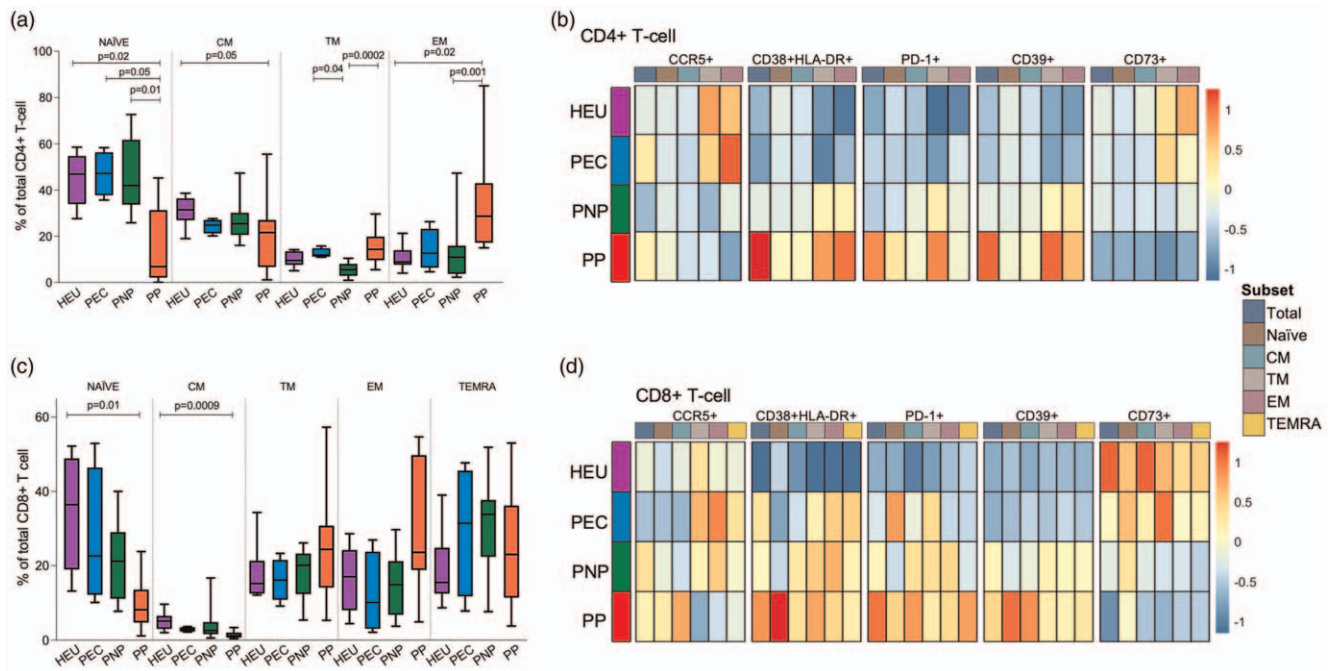 (a)
NAÏVE CM TM EM
p=0.02 p=0.05 p=0.0002 p=0.02
p=0.05 p=0.04 p=0.001
p=0.01
% of total CD4+ T-cell
100
80
60
40
20
0
HEU PEC PNP PP HEU PEC PNP PP HEU PEC PNP PP HEU PEC PNP PP
(b)
CD4+ T-cell
CCR5+ CD38+HLA-DR+ PD-1+ CD39+ CD73+
HEU
PEC
PNP
PP
1
0.5
0
-0.5
-1
Subset
Total
Naïve
CM
TM
EM
TEMRA
(c)
NAÏVE CM TM EM TEMRA
p=0.01 p=0.0009
% of total CD8+ T cell
60
40
20
0
HEU PEC PNP PP HEU PEC PNP PP HEU PEC PNP PP HEU PEC PNP PP HEU PEC PNP PP
(d)
CD8+ T-cell
CCR5+ CD38+HLA-DR+ PD-1+ CD39+ CD73+
HEU
PEC
PNP
PP
1
0.5
0
-0.5
-1